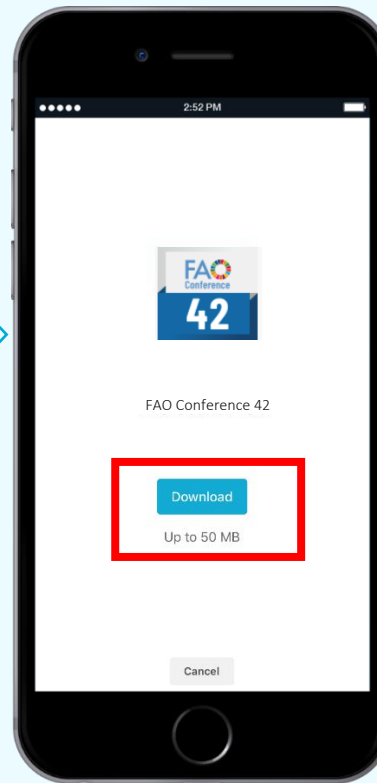 2:52 PM
FAO
Conference
42
FAO Conference 42
Download
Up to 50 MB
Cancel